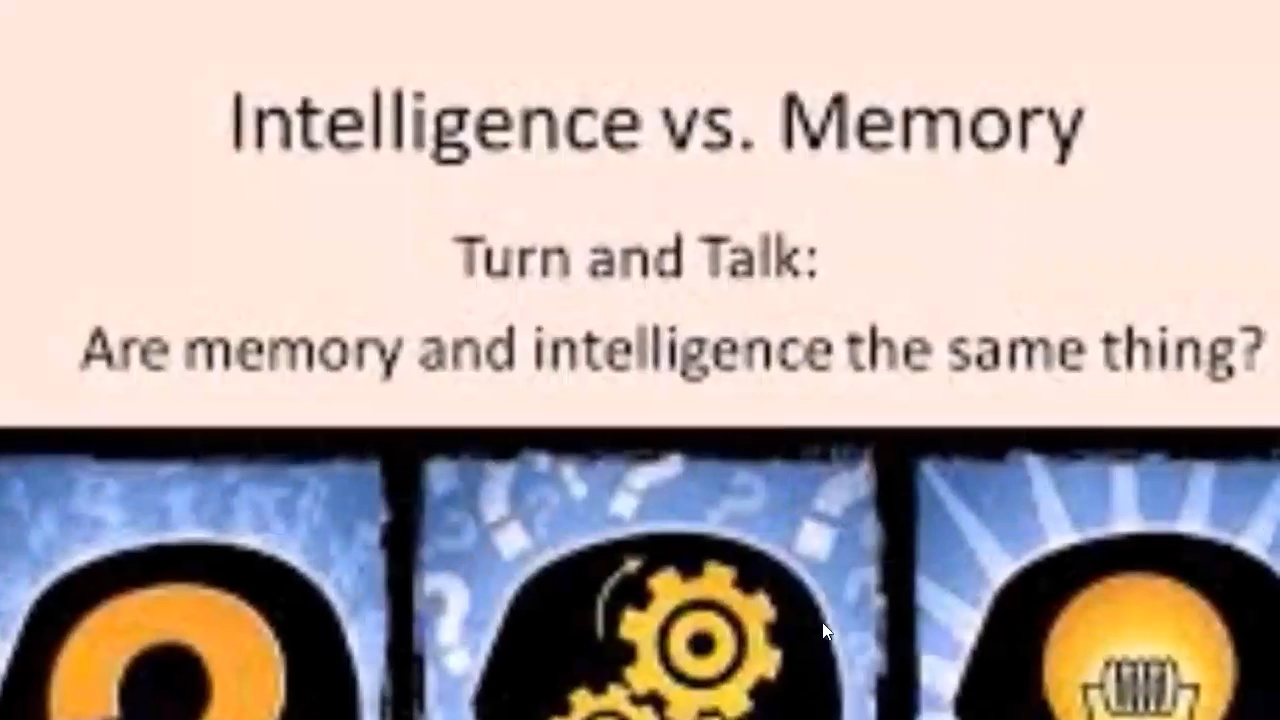 Intelligence vs. Memory
Turn and Talk:
Are memory and intelligence the same thing?